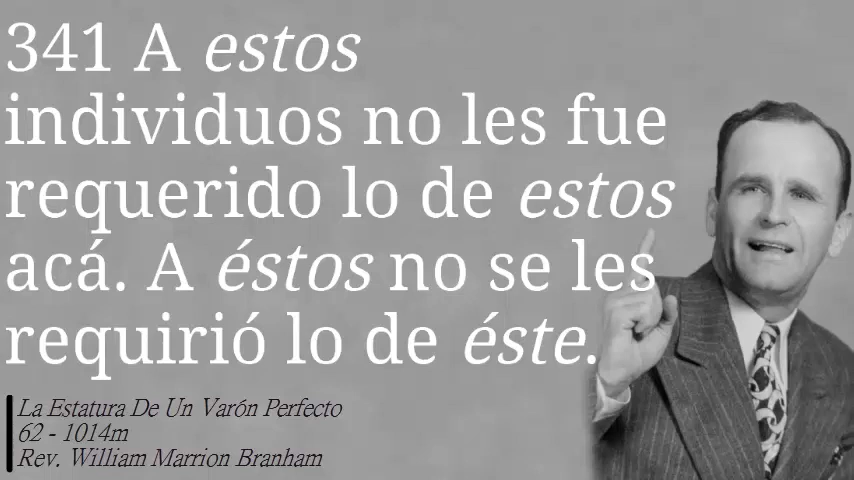 341 A estos
individuos no les fue
requerido lo de estos
acá. A éstos no se les
requirió lo de éste.
La Estatura De Un Varón Perfecto
62 - 1014m
Rev. William Marrion Branham